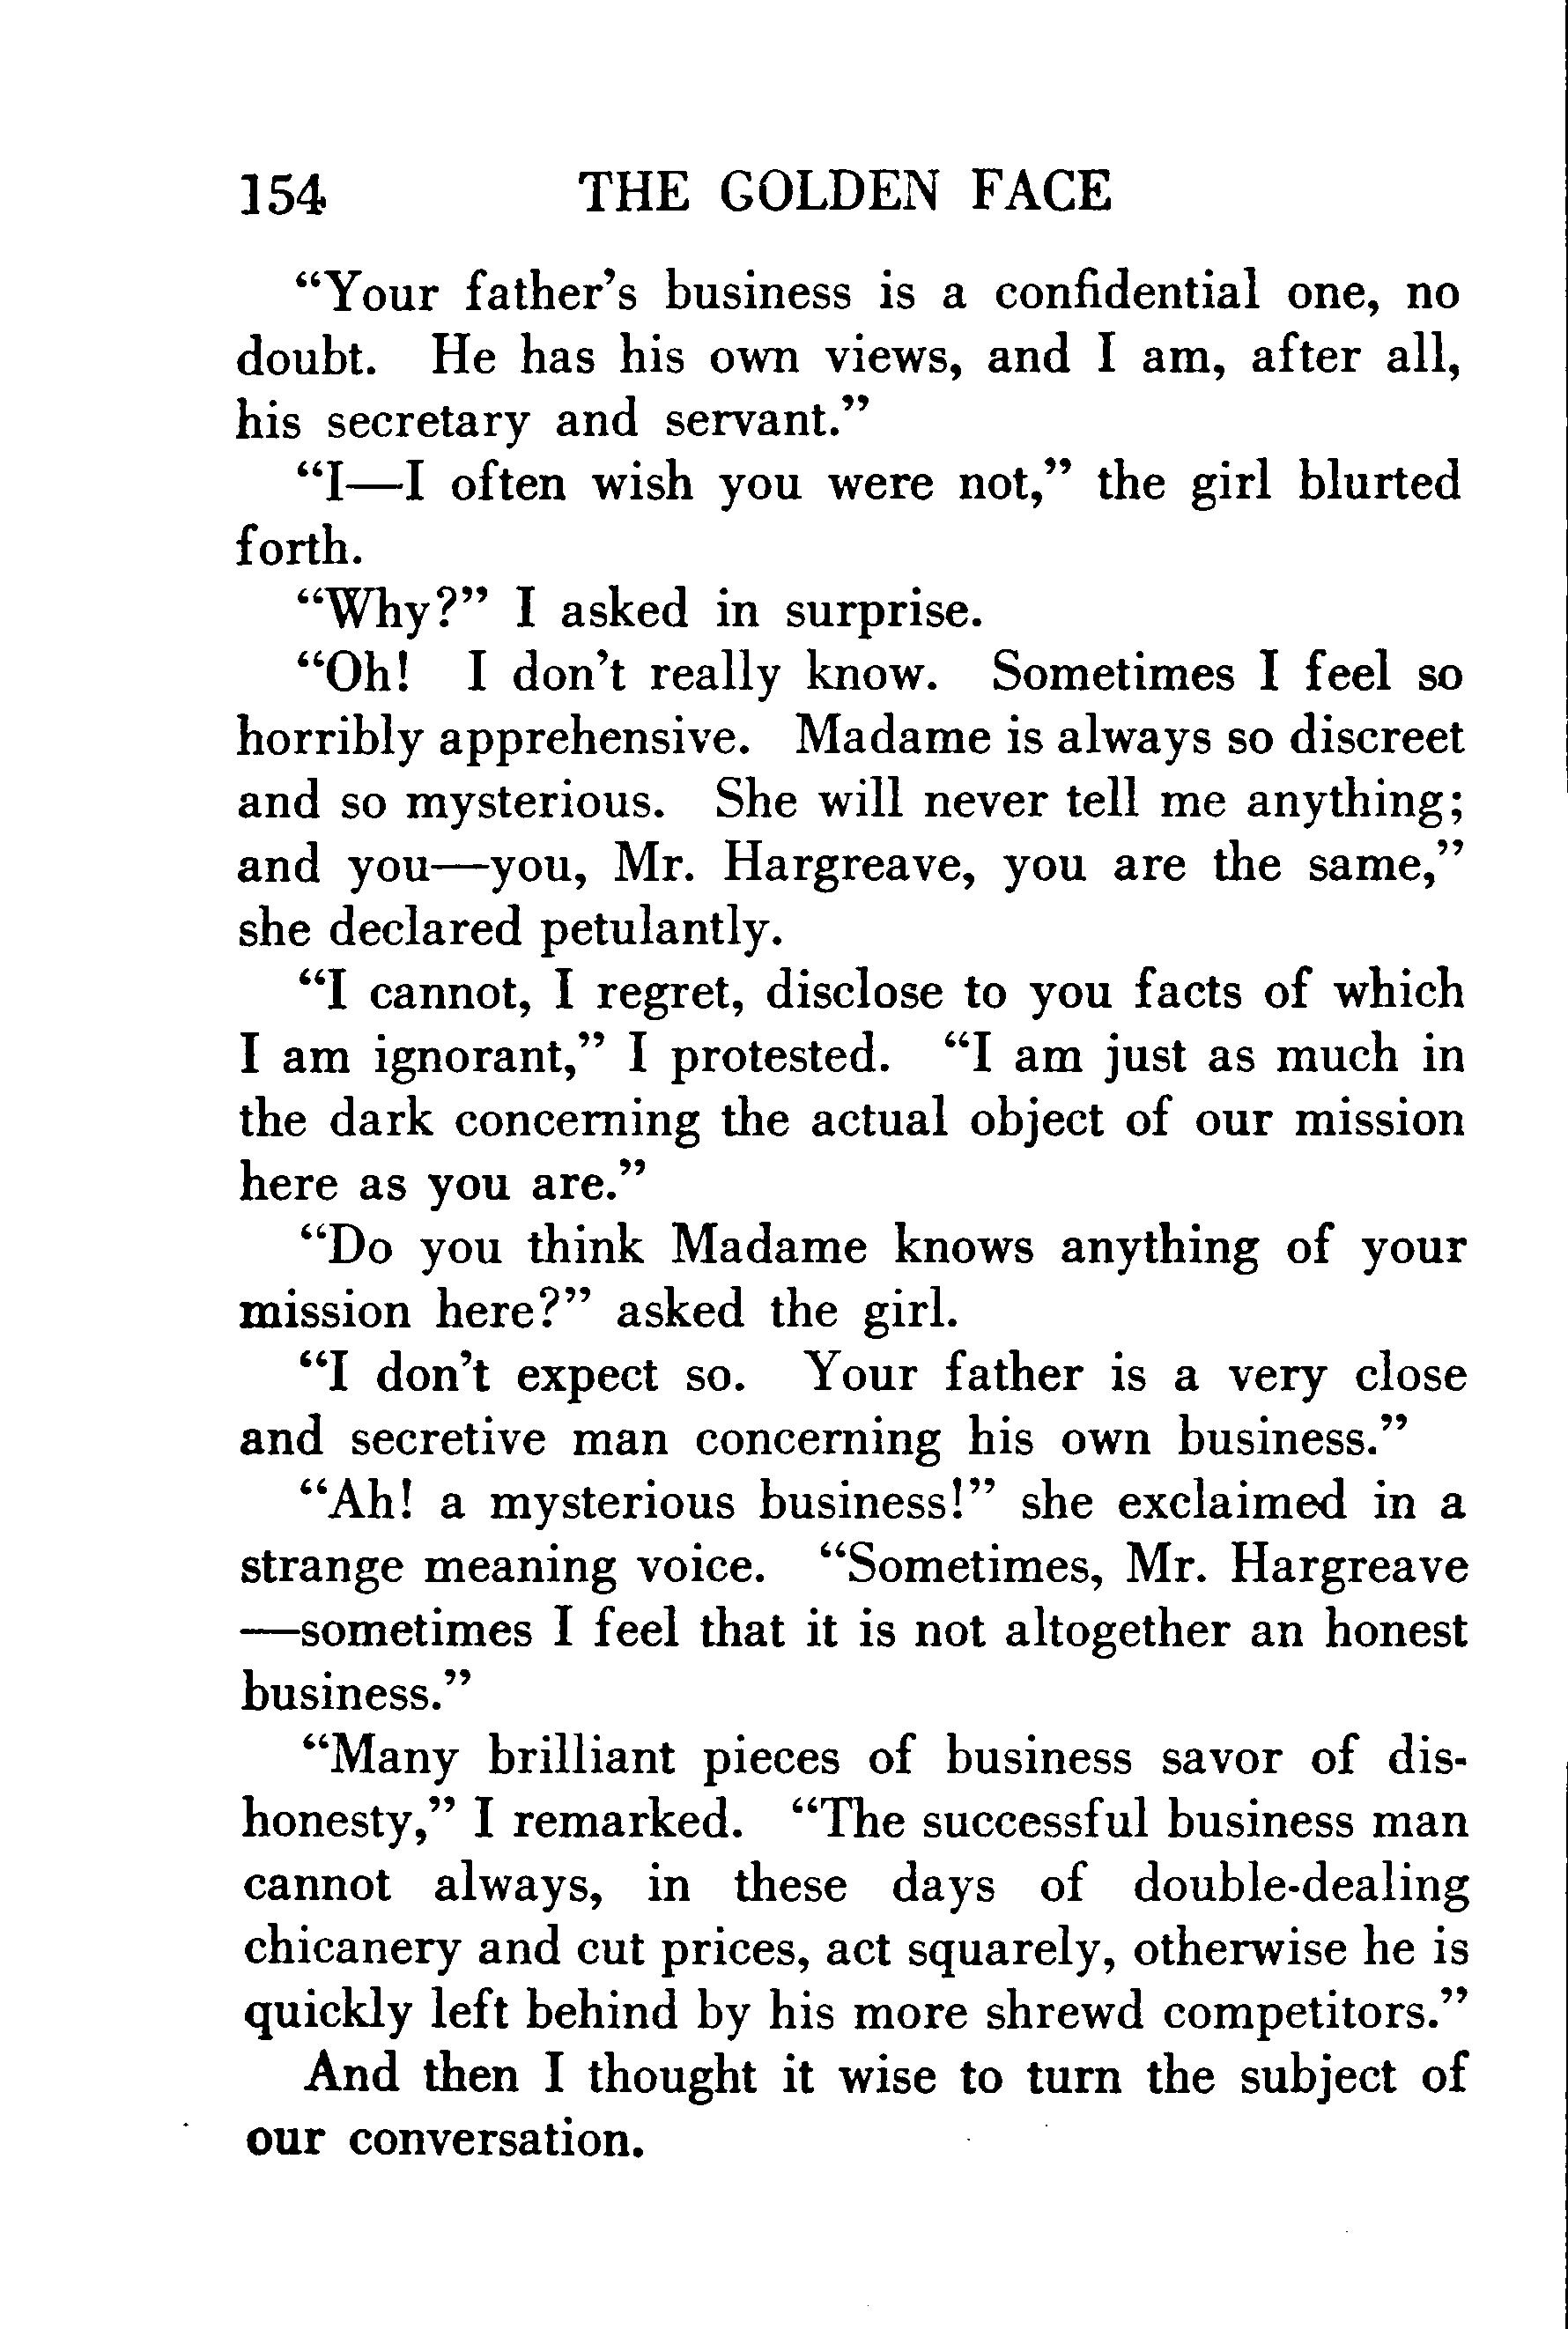 154 THE GOLDEN FACE
“Your father’s business is a confidential one, no
doubt. He has his own views, and I am, after all,
his secretary and servant.”
“I—I often wish you were not,” the girl blurted
forth.
“Why?” I asked in surprise.
“Oh! I don’t really know. Sometimes I feel so
horribly apprehensive. Madame is always so discreet
and so mysterious. She will never tell me anything;
and you—you, Mr. Hargreave, you are the same,”
she declared petulantly.
“I cannot, I regret, disclose to you facts of which
I am ignorant,” I protested. “I am just as much in
the dark concerning the actual object of our mission
here as you are.”
“Do you think Madame knows anything of your
mission here?” asked the girl.
“I don’t expect so. Your father is a very close
and secretive man concerning his own business.”
“Ah! a mysterious business!” she exclaimed in a
strange meaning voice. “Sometimes, Mr. Hargreave
—sometimes I feel that it is not altogether an honest
business.”
“Many brilliant pieces of business savor of dis-
honesty,” I remarked. “The successful business man
cannot always, in these days of double-dealing
chicanery and cut prices, act squarely, otherwise he is
quickly left behind by his more shrewd competitors.”
And then I thought it wise to turn the subject of
our conversation.